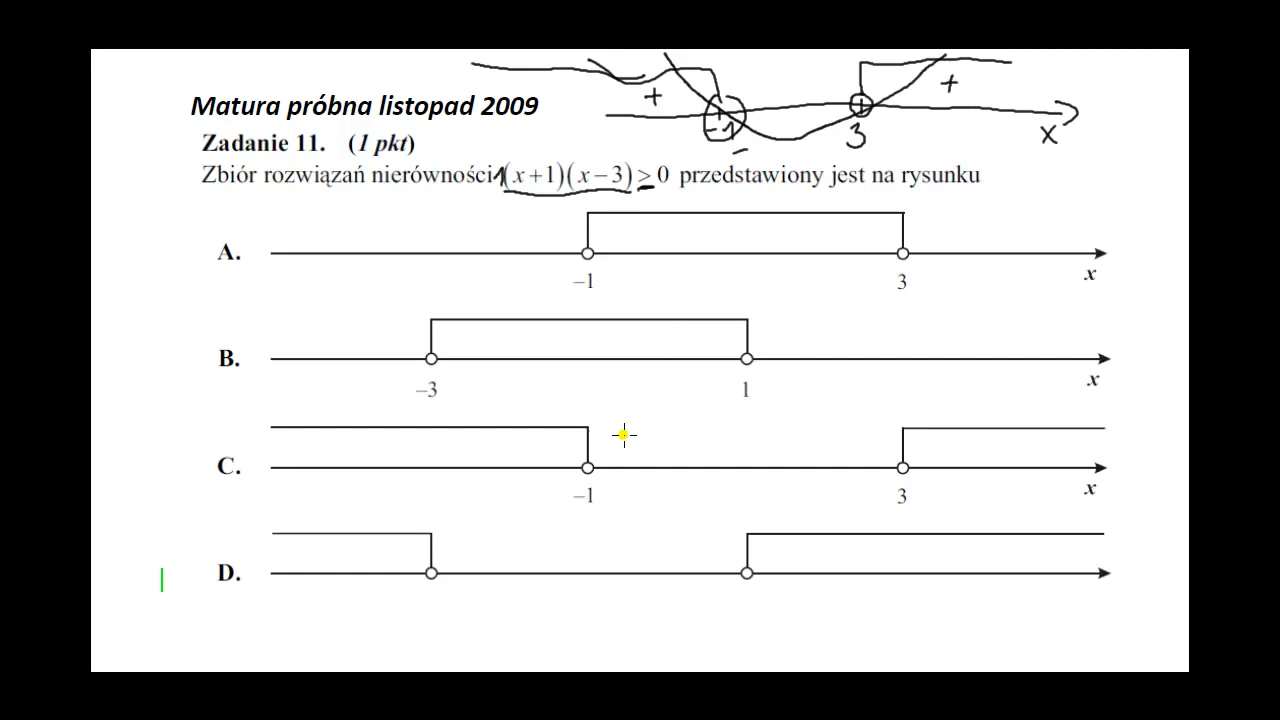 + +
-1 3 x
-
Matura próbna listopad 2009
Zadanie 11. (1 pkt)
Zbiór rozwiązań nierówności 1(x+1)(x−3) > 0 przedstawiony jest na rysunku
A.
−1 3 x
B.
−3 1 x
C.
−1 3 x
D.